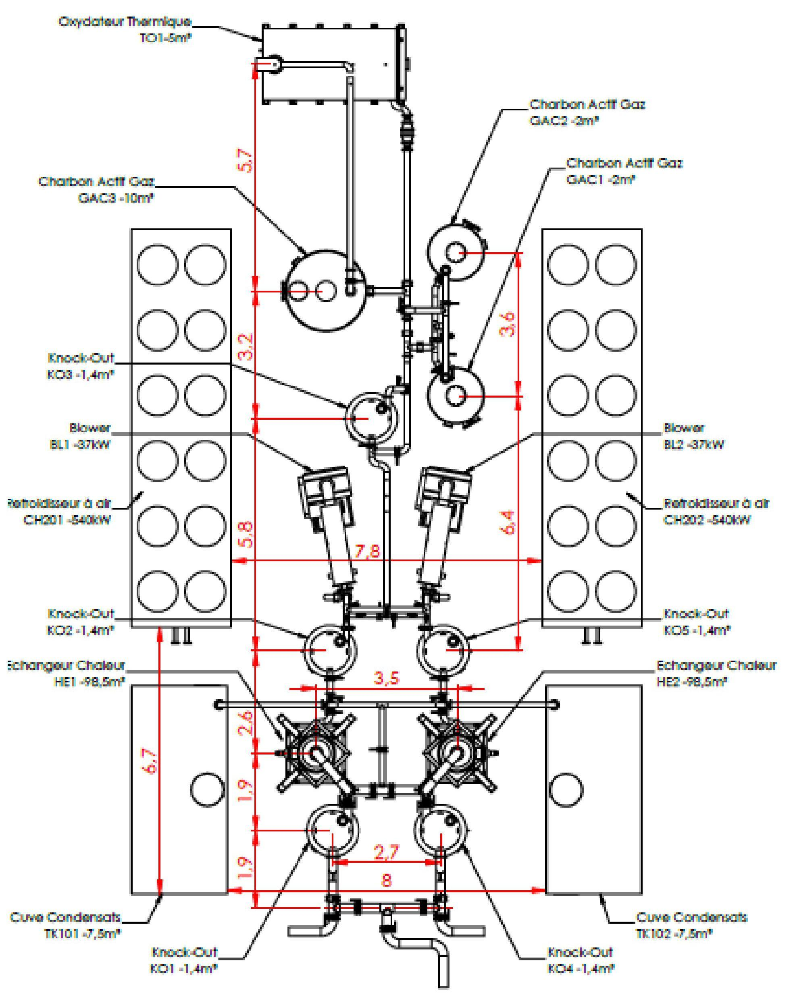 Oxydateur Thermique
TO1-5m³
Charbon Actif Gaz
GAC2 -2m³
Charbon Actif Gaz
GAC1 -2m³
5,7
Charbon Actif Gaz
GAC3 -10m³
3,6
3,2
Knock-Out
KO3 -1,4m³
Blower
BL1 -37kW
Blower
BL2 -37kW
Refroidisseur à air
CH201 -540kW
Refroidisseur à air
CH202 -540kW
5,8
6,4
7,8
Knock-Out
KO2 -1,4m³
Knock-Out
KO5 -1,4m³
Echangeur Chaleur
HE1 -98,5m³
3,5
Echangeur Chaleur
HE2 -98,5m³
2,6
6,7
1,9
2,7
1,9
8
Cuve Condensats
TK101 -7,5m³
Cuve Condensats
TK102 -7,5m³
Knock-Out
KO1 -1,4m³
Knock-Out
KO4 -1,4m³